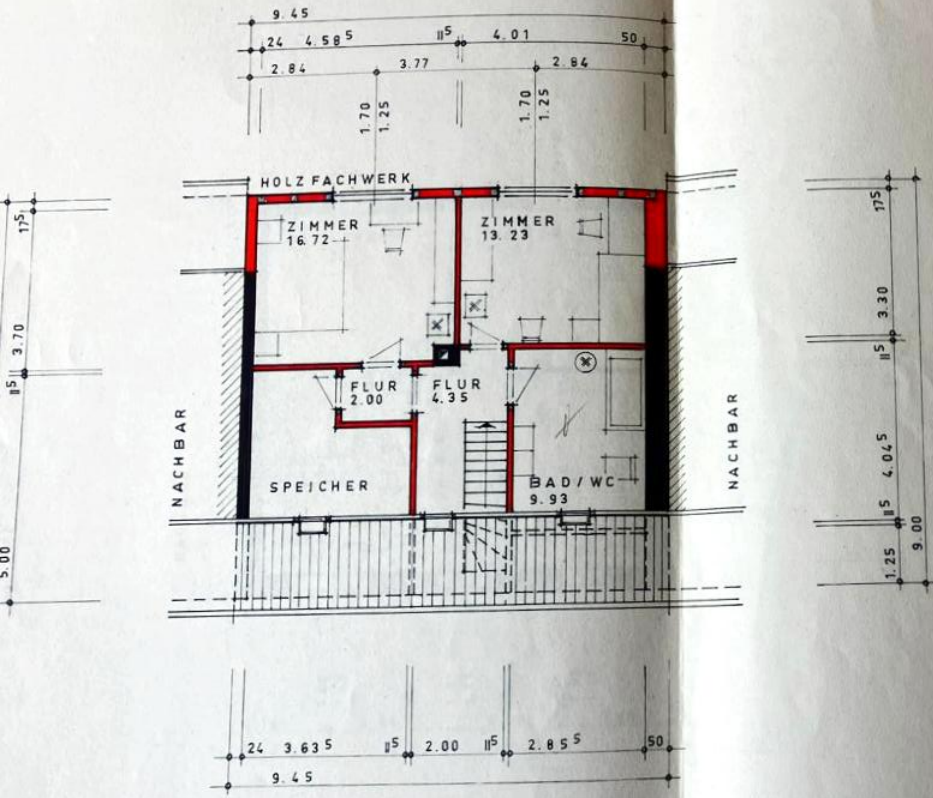 9.45
24 4.58⁵ 11⁵ 4.01 50
2.84 3.77 2.84
1.70
1.25
1.70
1.25
HOLZ FACHWERK
ZIMMER
16.72
ZIMMER
13.23
FLUR
2.00
FLUR
4.35
SPEICHER
BAD/WC
9.93
NACHBAR
NACHBAR
17⁵
3.70
11⁵
5.00
17⁵
3.30
11⁵
4.04⁵
11⁵
1.25
9.00
24 3.63⁵ 11⁵ 2.00 11⁵ 2.85⁵ 50
9.45